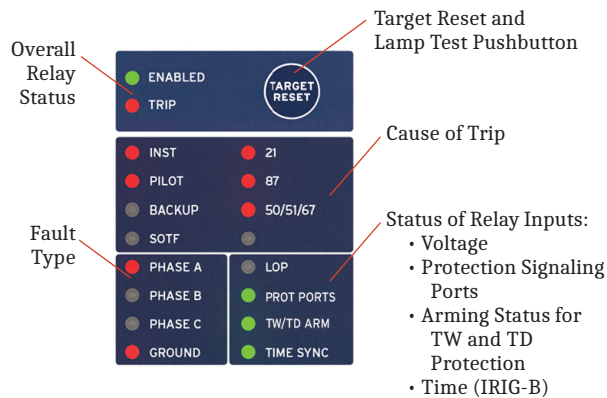 Target Reset and
Lamp Test Pushbutton
Overall
Relay
Status
ENABLED
TRIP
TARGET
RESET
Cause of Trip
INST
21
PILOT
87
BACKUP
50/51/67
SOTF
Fault
Type
PHASE A
PHASE B
PHASE C
GROUND
LOP
PROT PORTS
TW/TD ARM
TIME SYNC
Status of Relay Inputs:
• Voltage
• Protection Signaling
Ports
• Arming Status for
TW and TD
Protection
• Time (IRIG-B)